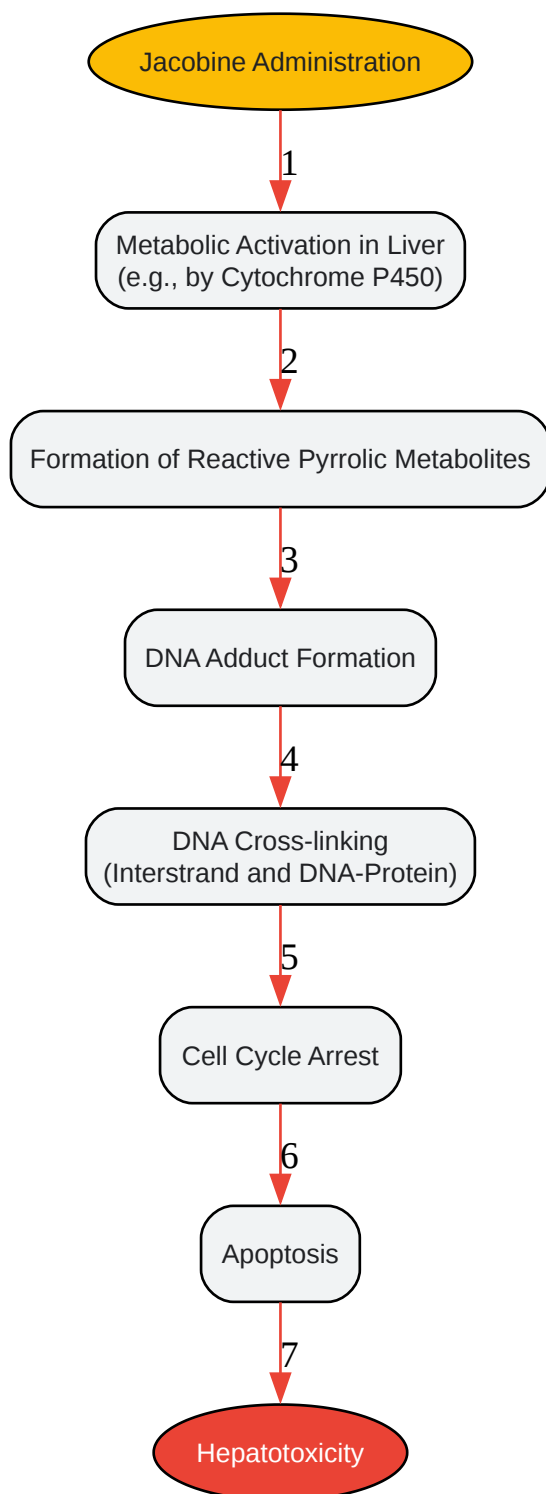 Jacobine Administration
1
Metabolic Activation in Liver
(e.g., by Cytochrome P450)
2
Formation of Reactive Pyrrolic Metabolites
3
DNA Adduct Formation
4
DNA Cross-linking
(Interstrand and DNA-Protein)
5
Cell Cycle Arrest
6
Apoptosis
7
Hepatotoxicity